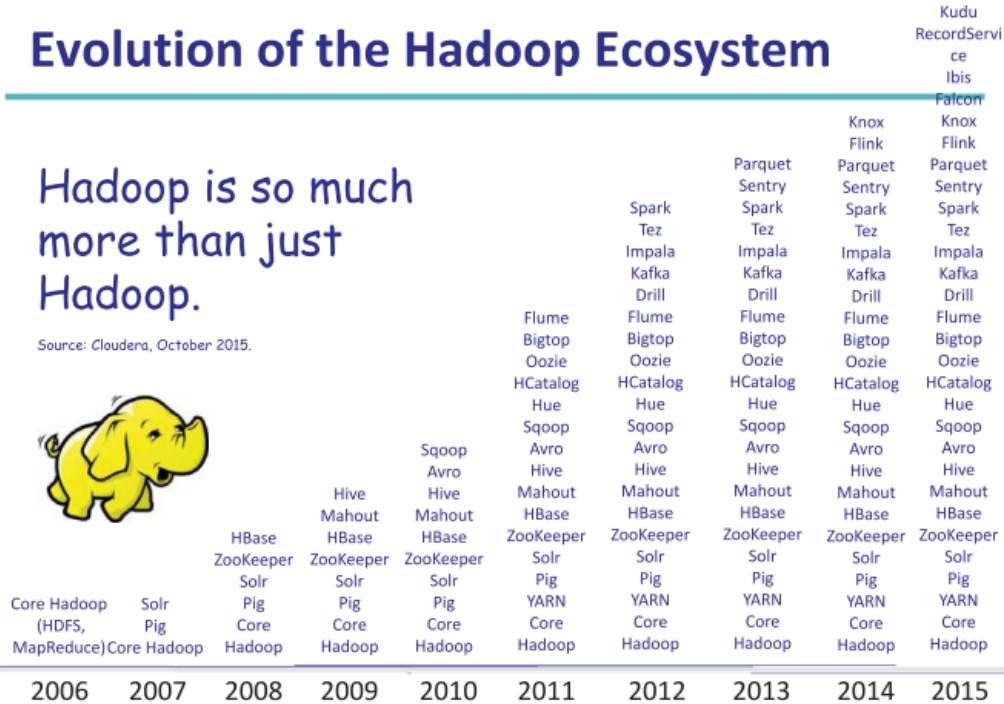 Evolution of the Hadoop Ecosystem
Hadoop is so much
more than just
Hadoop.
Source: Cloudera, October 2015.
Core Hadoop
(HDFS,
MapReduce)
2006
Solr
Pig
Core Hadoop
2007
HBase
ZooKeeper
Solr
Pig
Core
Hadoop
2008
Hive
Mahout
HBase
ZooKeeper
Solr
Pig
Core
Hadoop
2009
Sqoop
Avro
Hive
Mahout
HBase
ZooKeeper
Solr
Pig
Core
Hadoop
2010
Flume
Bigtop
Oozie
HCatalog
Hue
Sqoop
Avro
Hive
Mahout
HBase
ZooKeeper
Solr
Pig
YARN
Core
Hadoop
2011
Spark
Tez
Impala
Kafka
Drill
Flume
Bigtop
Oozie
HCatalog
Hue
Sqoop
Avro
Hive
Mahout
HBase
ZooKeeper
Solr
Pig
YARN
Core
Hadoop
2012
Parquet
Sentry
Spark
Tez
Impala
Kafka
Drill
Flume
Bigtop
Oozie
HCatalog
Hue
Sqoop
Avro
Hive
Mahout
HBase
ZooKeeper
Solr
Pig
YARN
Core
Hadoop
2013
Knox
Flink
Parquet
Sentry
Spark
Tez
Impala
Kafka
Drill
Flume
Bigtop
Oozie
HCatalog
Hue
Sqoop
Avro
Hive
Mahout
HBase
ZooKeeper
Solr
Pig
YARN
Core
Hadoop
2014
Kudu
RecordServi
ce
Ibis
Falcon
Knox
Flink
Parquet
Sentry
Spark
Tez
Impala
Kafka
Drill
Flume
Bigtop
Oozie
HCatalog
Hue
Sqoop
Avro
Hive
Mahout
HBase
ZooKeeper
Solr
Pig
YARN
Core
Hadoop
2015